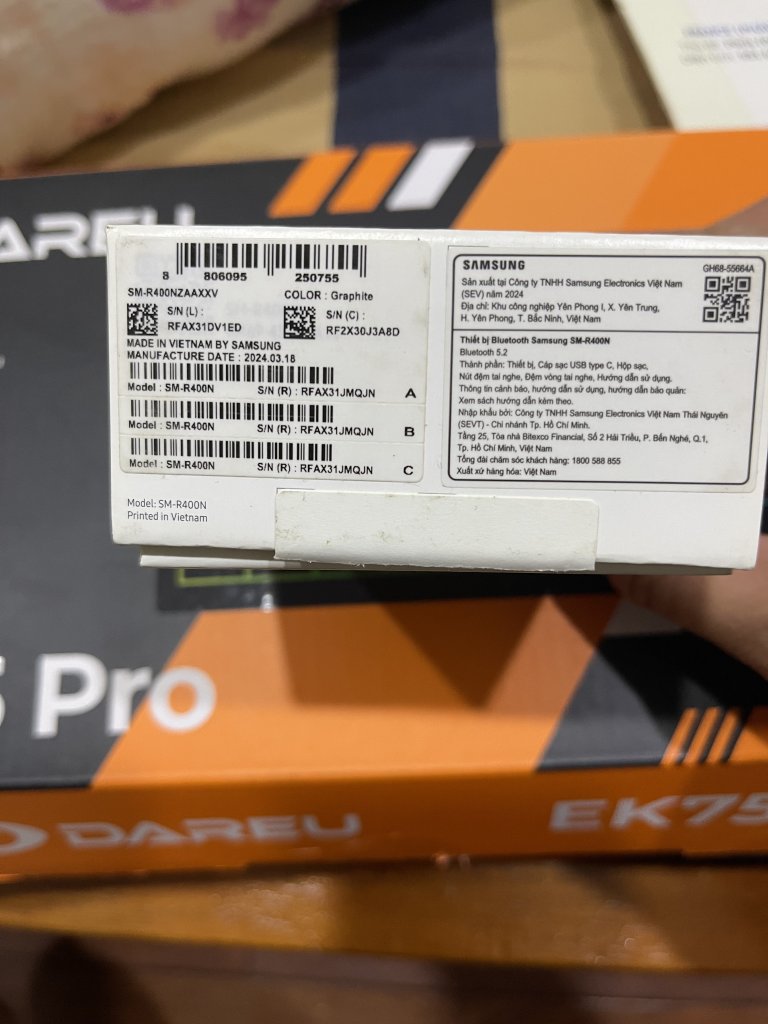 DAREU
8 806095 250755
SM-R400NZAAXXV COLOR : Graphite
S/N (L) :
RFAX31DV1ED
S/N (C) :
RF2X30J3A8D
MADE IN VIETNAM BY SAMSUNG
MANUFACTURE DATE : 2024.03.18
Model : SM-R400N S/N (R) : RFAX31JMQJN A
Model : SM-R400N S/N (R) : RFAX31JMQJN B
Model : SM-R400N S/N (R) : RFAX31JMQJN C
Model: SM-R400N
Printed in Vietnam
SAMSUNG
GH68-55664A
Sản xuất tại Công ty TNHH Samsung Electronics Việt Nam
(SEV) năm 2024
Địa chỉ: Khu công nghiệp Yên Phong I, X. Yên Trung,
H. Yên Phong, T. Bắc Ninh, Việt Nam
Thiết bị Bluetooth Samsung SM-R400N
Bluetooth 5.2
Thành phần: Thiết bị, Cáp sạc USB type C, Hộp sạc,
Nút đệm tai nghe, Đệm vòng tai nghe, Hướng dẫn sử dụng.
Thông tin cảnh báo, hướng dẫn sử dụng, hướng dẫn bảo quản:
Xem sách hướng dẫn kèm theo.
Nhập khẩu bởi: Công ty TNHH Samsung Electronics Việt Nam Thái Nguyên
(SEVT) - Chi nhánh Tp. Hồ Chí Minh.
Tầng 25, Tòa nhà Bitexco Financial, Số 2 Hải Triều, P. Bến Nghé, Q.1,
Tp. Hồ Chí Minh, Việt Nam
Tổng đài chăm sóc khách hàng: 1800 588 855
Xuất xứ hàng hóa: Việt Nam
5 Pro
DAREU
EK75